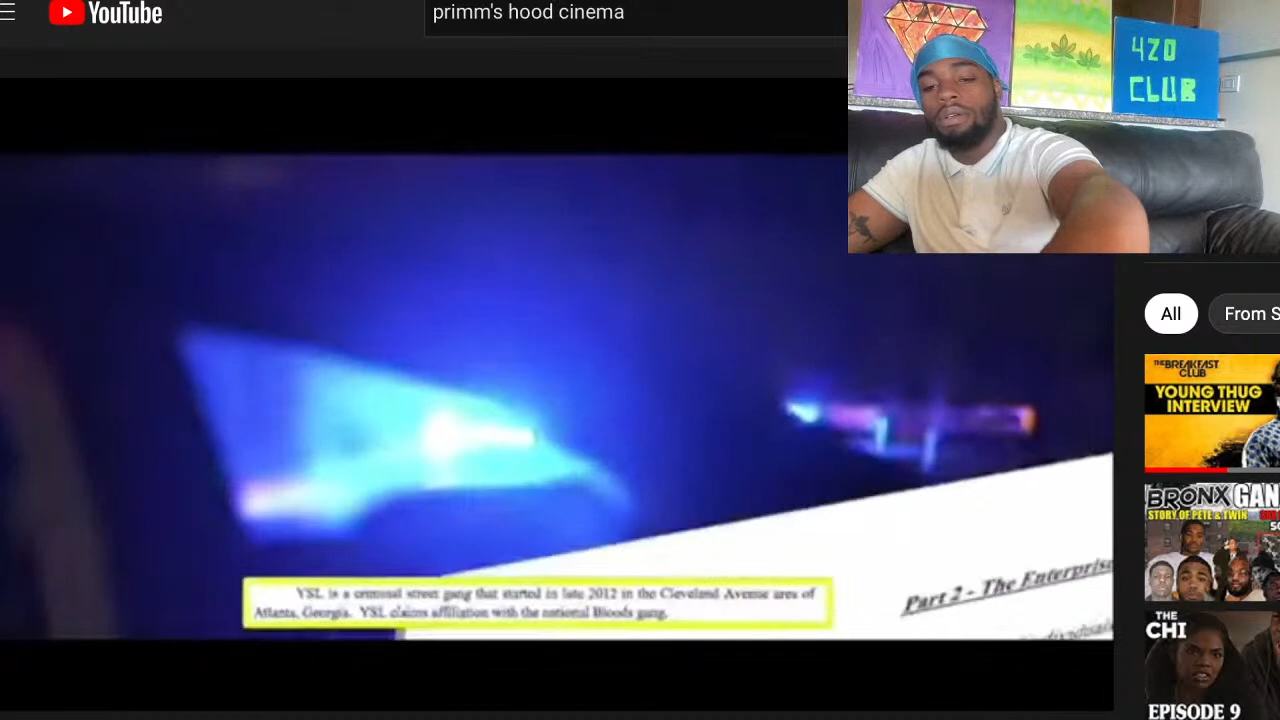 YouTube
primm's hood cinema
420
CLUB
All
From S
THE BREAKFAST
CLUB
YOUNG THUG
INTERVIEW
BRONX GAN
STORY OF PETE & TWIN
THE
CHI
EPISODE 9
YSL is a criminal street gang that started in late 2012 in the Cleveland Avenue area of
Atlanta, Georgia. YSL claims affiliation with the national Bloods gang.
Part 2 - The Enterprise